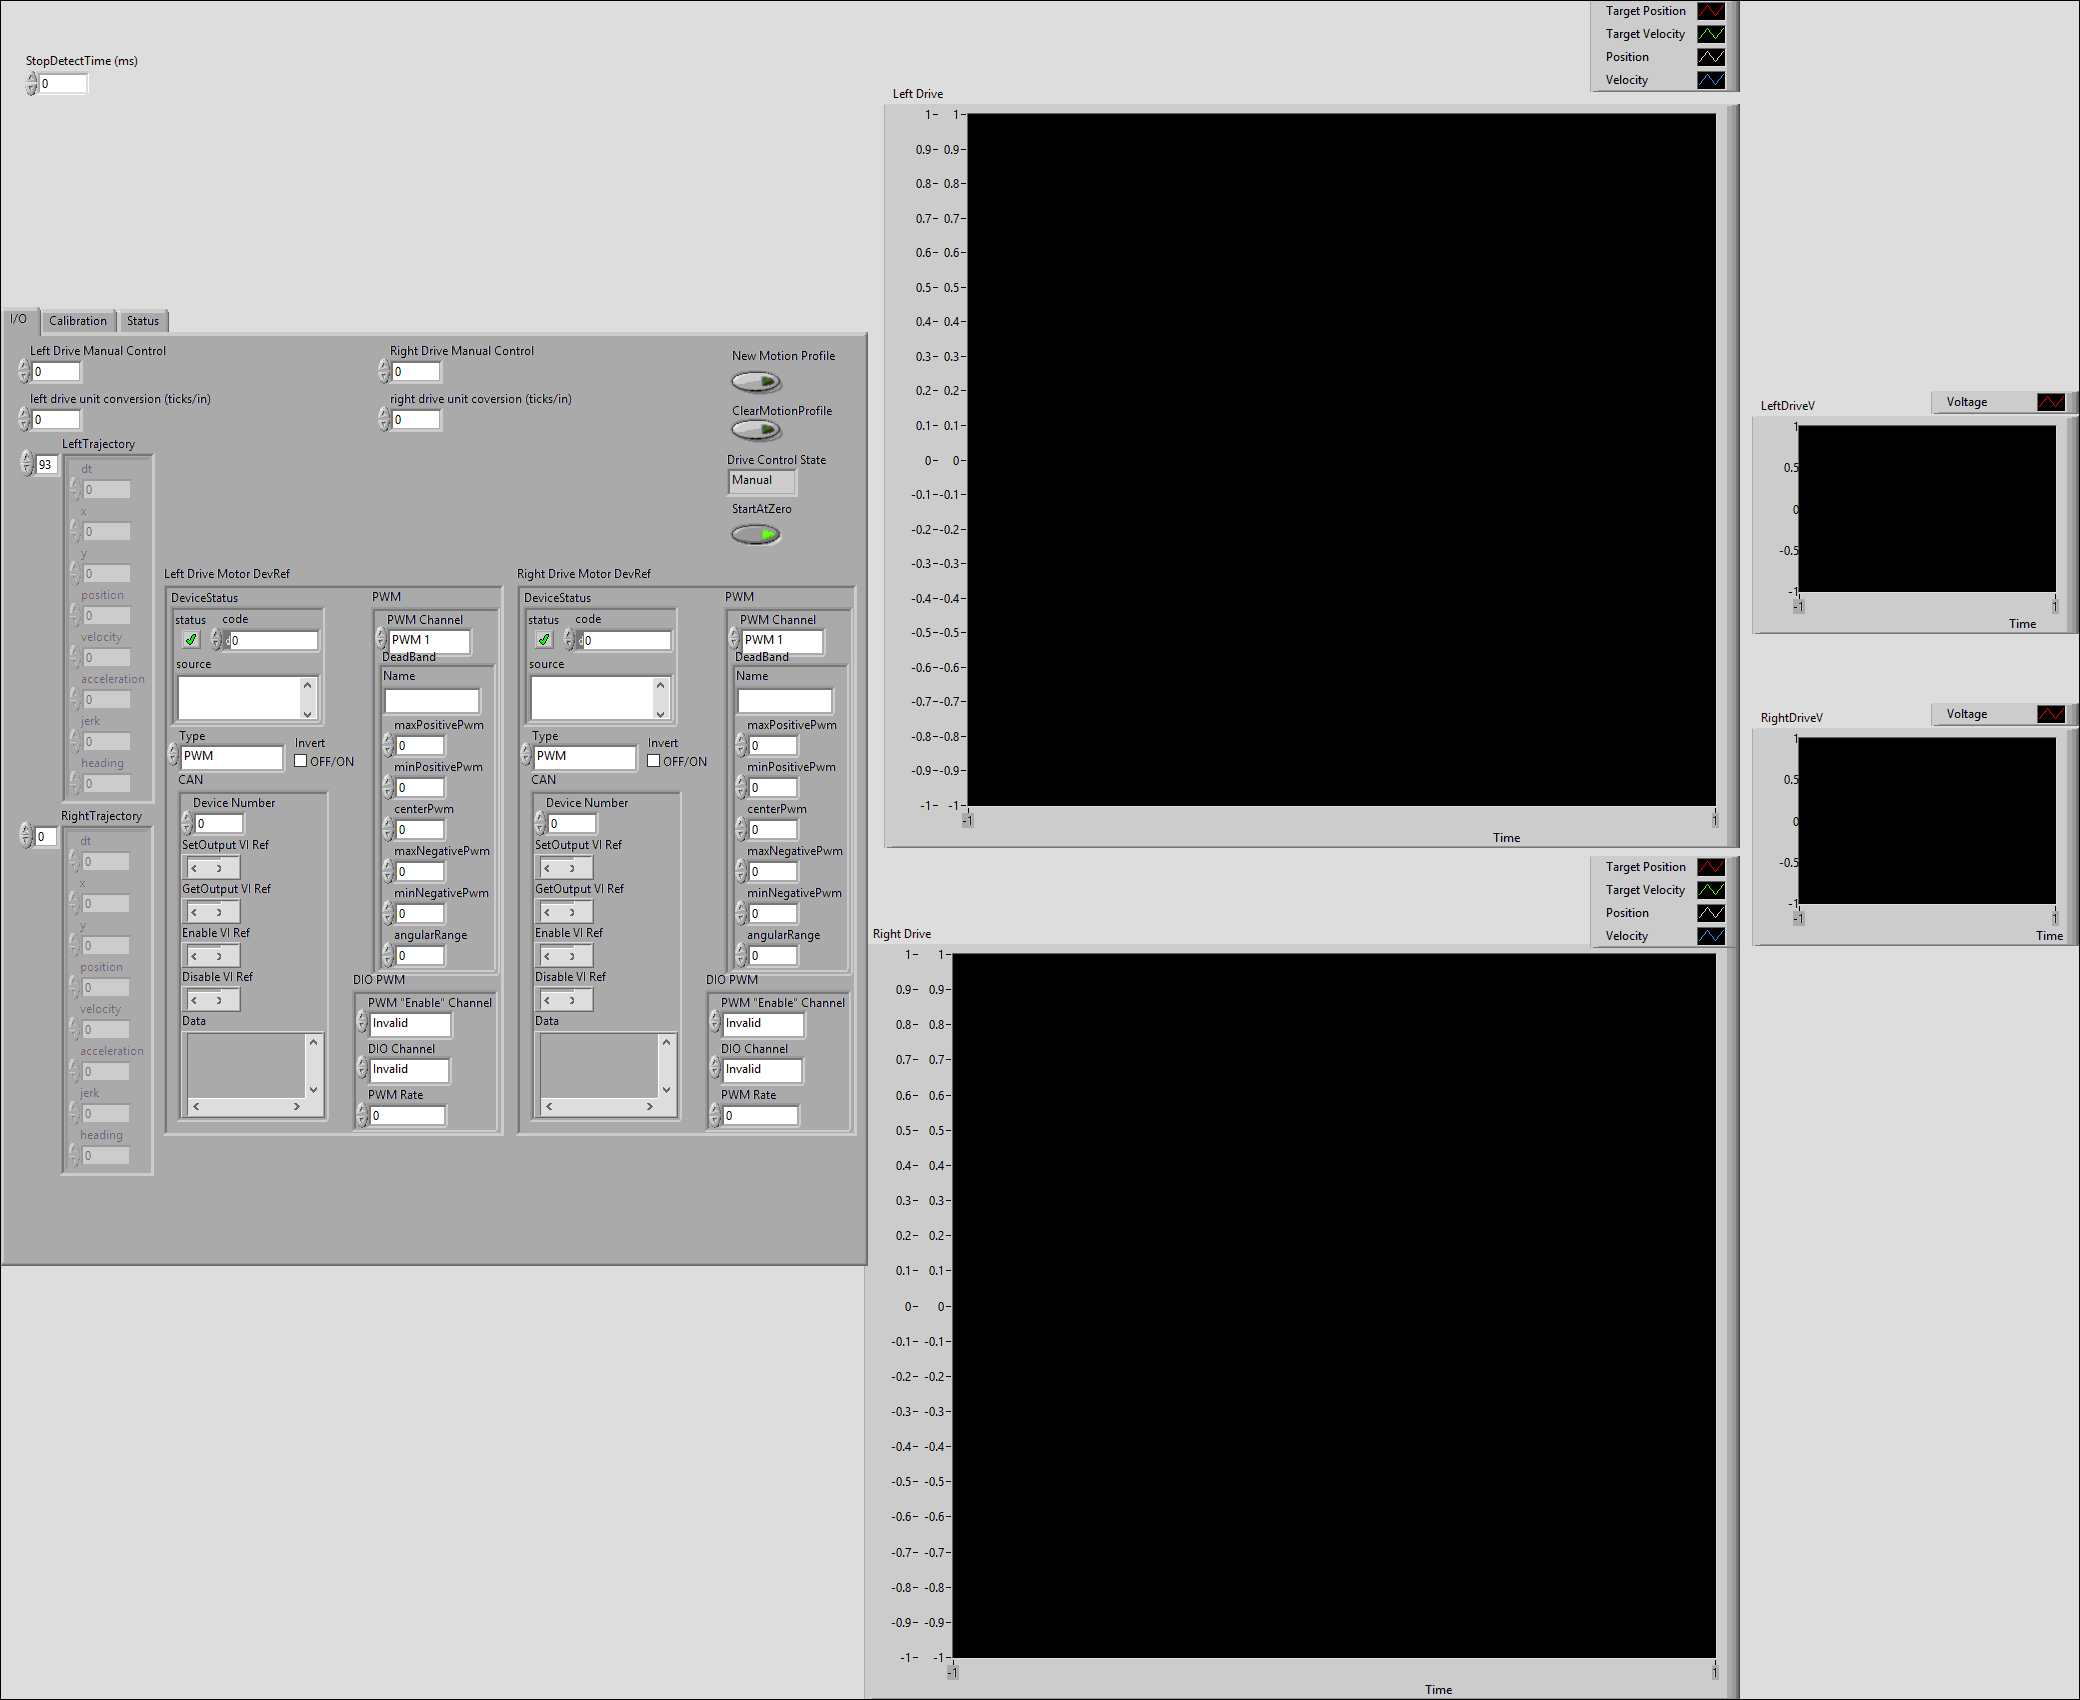 StopDetectTime (ms)
0
I/O
Calibration
Status
Left Drive Manual Control
0
left drive unit conversion (ticks/in)
0
Right Drive Manual Control
0
right drive unit coversion (ticks/in)
0
New Motion Profile
ClearMotionProfile
Drive Control State
Manual
StartAtZero
LeftTrajectory
93
dt
0
x
0
y
0
position
0
velocity
0
acceleration
0
jerk
0
heading
0
RightTrajectory
0
dt
0
x
0
y
0
position
0
velocity
0
acceleration
0
jerk
0
heading
0
Left Drive Motor DevRef
DeviceStatus
status
code
d0
source
Type
PWM
Invert
OFF/ON
CAN
Device Number
0
SetOutput VI Ref
GetOutput VI Ref
Enable VI Ref
Disable VI Ref
Data
PWM
PWM Channel
PWM 1
DeadBand
Name
maxPositivePwm
0
minPositivePwm
0
centerPwm
0
maxNegativePwm
0
minNegativePwm
0
angularRange
0
DIO PWM
PWM "Enable" Channel
Invalid
DIO Channel
Invalid
PWM Rate
0
Right Drive Motor DevRef
DeviceStatus
status
code
d0
source
Type
PWM
Invert
OFF/ON
CAN
Device Number
0
SetOutput VI Ref
GetOutput VI Ref
Enable VI Ref
Disable VI Ref
Data
PWM
PWM Channel
PWM 1
DeadBand
Name
maxPositivePwm
0
minPositivePwm
0
centerPwm
0
maxNegativePwm
0
minNegativePwm
0
angularRange
0
DIO PWM
PWM "Enable" Channel
Invalid
DIO Channel
Invalid
PWM Rate
0
Target Position
Target Velocity
Position
Velocity
Left Drive
1 1
0.9 0.9
0.8 0.8
0.7 0.7
0.6 0.6
0.5 0.5
0.4 0.4
0.3 0.3
0.2 0.2
0.1 0.1
0 0
-0.1 -0.1
-0.2 -0.2
-0.3 -0.3
-0.4 -0.4
-0.5 -0.5
-0.6 -0.6
-0.7 -0.7
-0.8 -0.8
-0.9 -0.9
-1 -1
-1 1
Time
Target Position
Target Velocity
Position
Velocity
Right Drive
1 1
0.9 0.9
0.8 0.8
0.7 0.7
0.6 0.6
0.5 0.5
0.4 0.4
0.3 0.3
0.2 0.2
0.1 0.1
0 0
-0.1 -0.1
-0.2 -0.2
-0.3 -0.3
-0.4 -0.4
-0.5 -0.5
-0.6 -0.6
-0.7 -0.7
-0.8 -0.8
-0.9 -0.9
-1 -1
-1 1
Time
LeftDriveV
Voltage
1
0.5
0
-0.5
-1
-1 1
Time
RightDriveV
Voltage
1
0.5
0
-0.5
-1
-1 1
Time